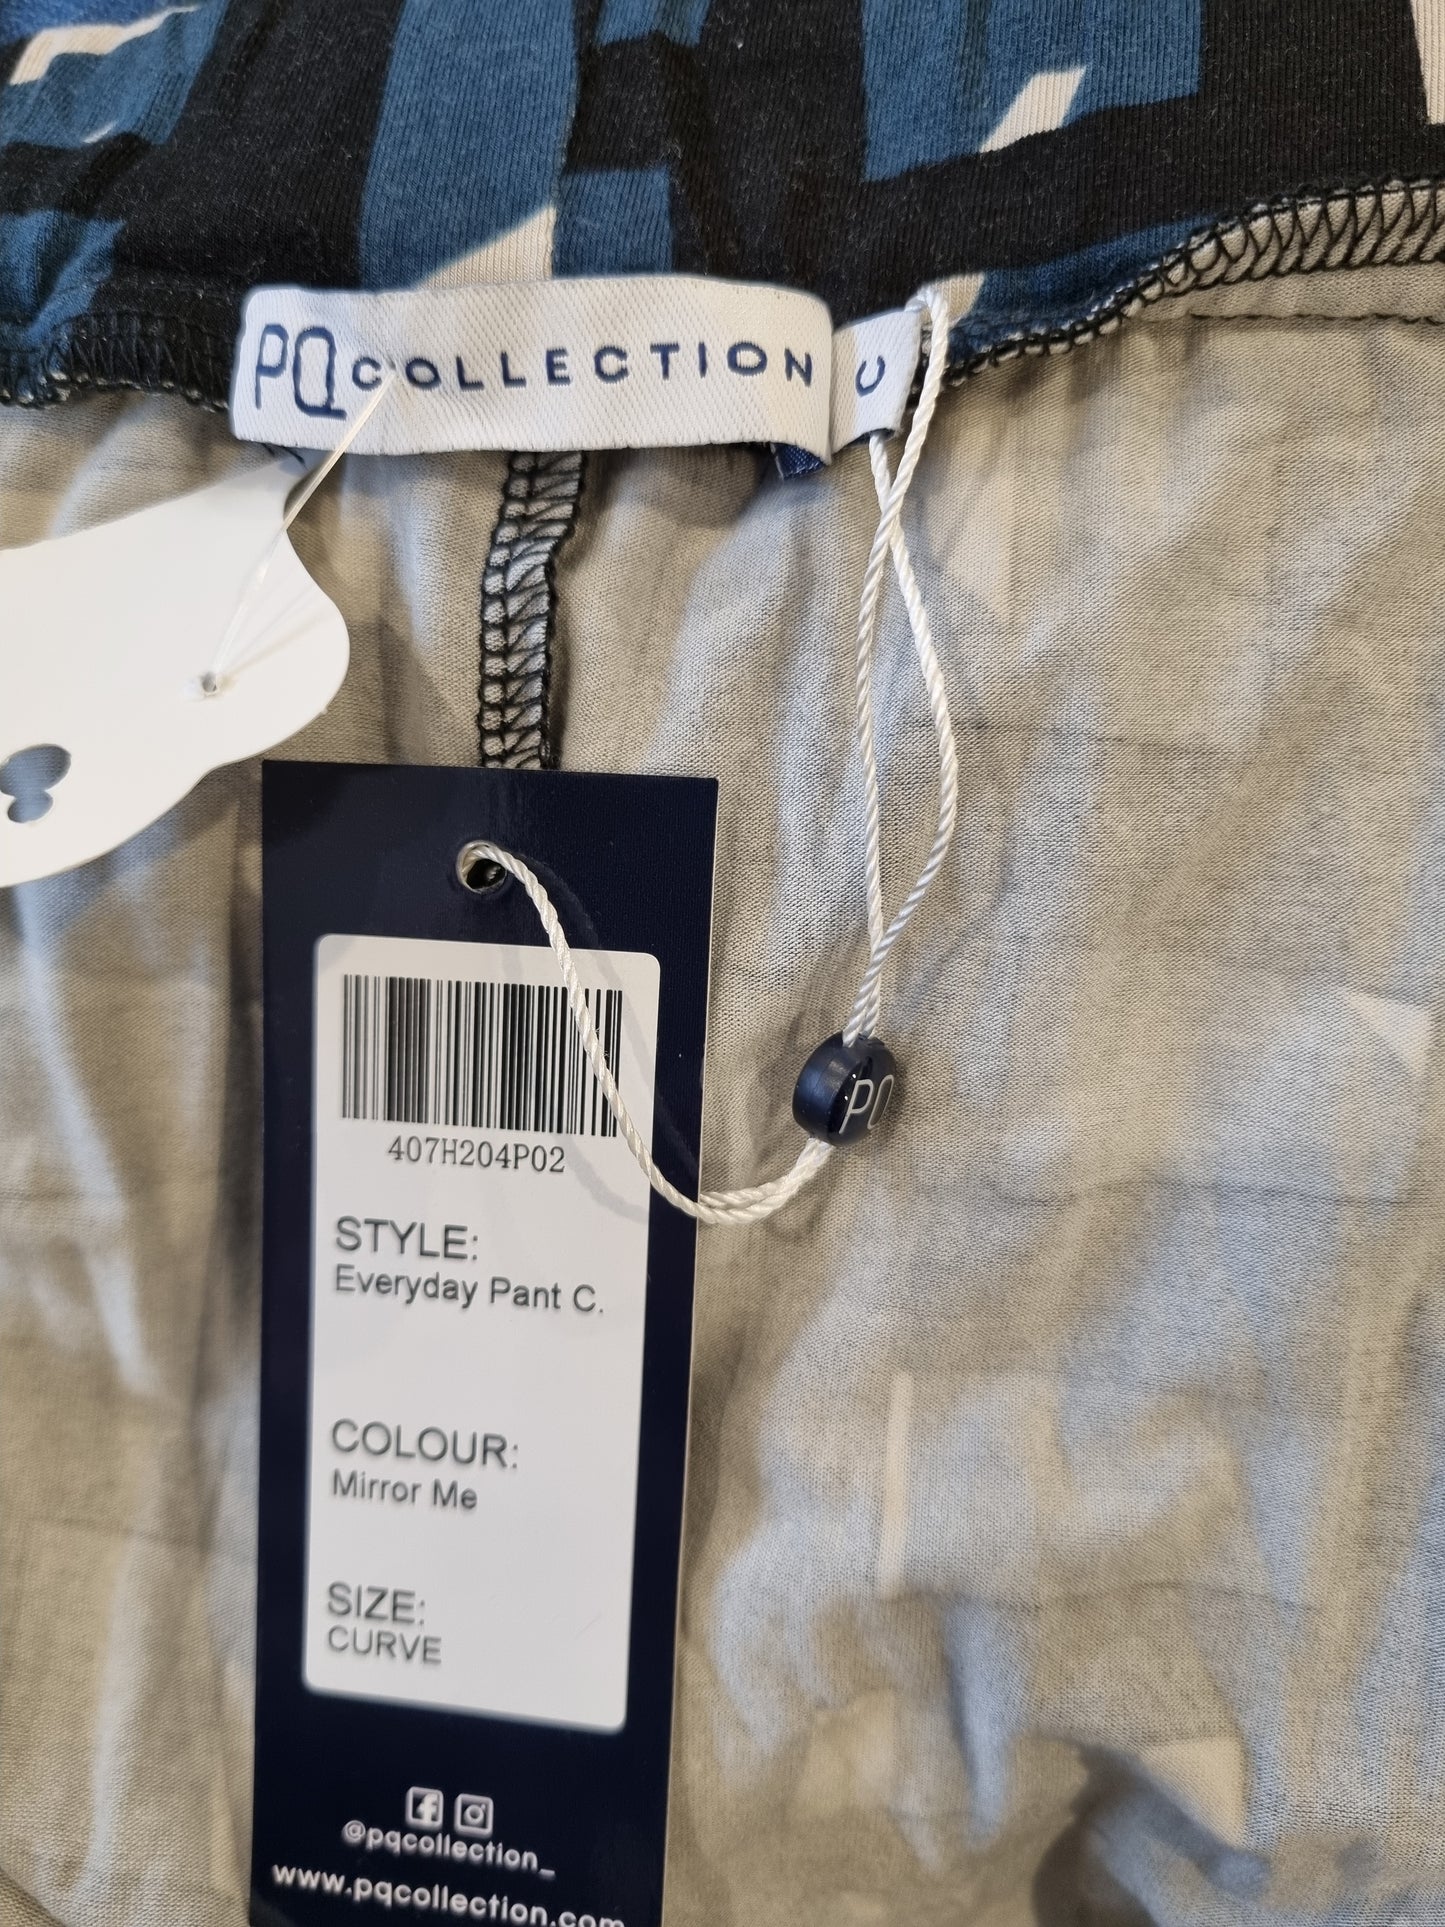 PQ COLLECTION
C
PQ
407H204P02
STYLE:
Everyday Pant C.
COLOUR:
Mirror Me
SIZE:
CURVE
@pqcollection_
www.pqcollection.com